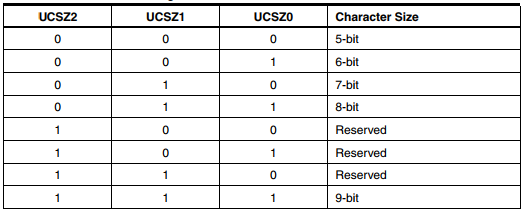 UCSZ2 UCSZ1 UCSZ0 Character Size
0 0 0 5-bit
0 0 1 6-bit
0 1 0 7-bit
0 1 1 8-bit
1 0 0 Reserved
1 0 1 Reserved
1 1 0 Reserved
1 1 1 9-bit